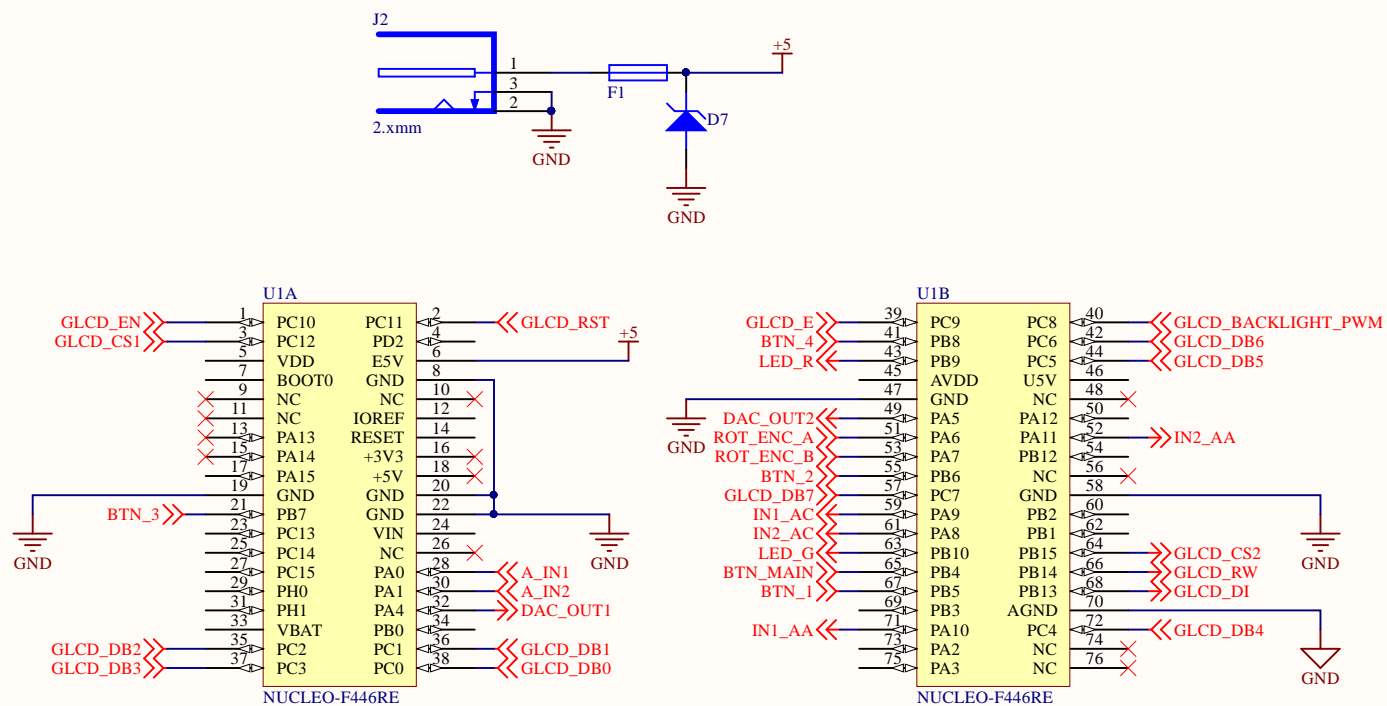 J2
+5
1
3
F1
2
D7
2.xmm
GND
GND
U1A
GLCD_EN 1 PC10 PC11 2 GLCD_RST
GLCD_CS1 3 PC12 PD2 4
+5
5 VDD E5V 6
7 BOOT0 GND 8
9 NC NC 10
11 NC IOREF 12
13 PA13 RESET 14
15 PA14 +3V3 16
17 PA15 +5V 18
19 GND GND 20
BTN_3 21 PB7 GND 22
23 PC13 VIN 24
25 PC14 NC 26
GND
GND
27 PC15 PA0 28 A_IN1
29 PH0 PA1 30 A_IN2
31 PH1 PA4 32 DAC_OUT1
33 VBAT PB0 34
GLCD_DB2 35 PC2 PC1 36 GLCD_DB1
GLCD_DB3 37 PC3 PC0 38 GLCD_DB0
NUCLEO-F446RE
U1B
GLCD_E 39 PC9 PC8 40 GLCD_BACKLIGHT_PWM
BTN_4 41 PB8 PC6 42 GLCD_DB6
LED_R 43 PB9 PC5 44 GLCD_DB5
45 AVDD U5V 46
47 GND NC 48
DAC_OUT2 49 PA5 PA12 50
ROT_ENC_A 51 PA6 PA11 52 IN2_AA
GND
ROT_ENC_B 53 PA7 PB12 54
BTN_2 55 PB6 NC 56
GLCD_DB7 57 PC7 GND 58
IN1_AC 59 PA9 PB2 60
IN2_AC 61 PA8 PB1 62
LED_G 63 PB10 PB15 64 GLCD_CS2
GND
BTN_MAIN 65 PB4 PB14 66 GLCD_RW
BTN_1 67 PB5 PB13 68 GLCD_DI
69 PB3 AGND 70
IN1_AA 71 PA10 PC4 72 GLCD_DB4
73 PA2 NC 74
75 PA3 NC 76
GND
NUCLEO-F446RE